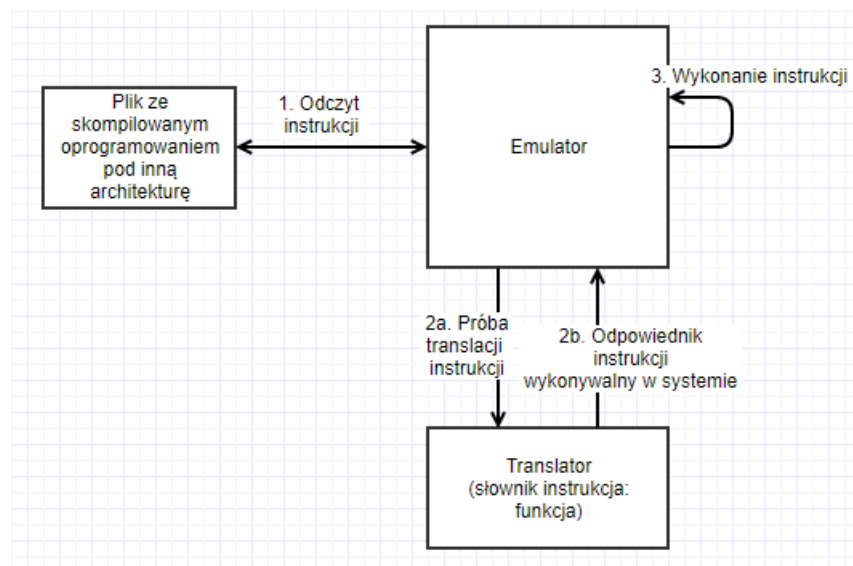 Plik ze
skompilowanym
oprogramowaniem
pod inną
architekturę
1. Odczyt
instrukcji
Emulator
3. Wykonanie instrukcji
2a. Próba
translacji
instrukcji
2b. Odpowiednik
instrukcji
wykonywalny w systemie
Translator
(słownik instrukcja:
funkcja)